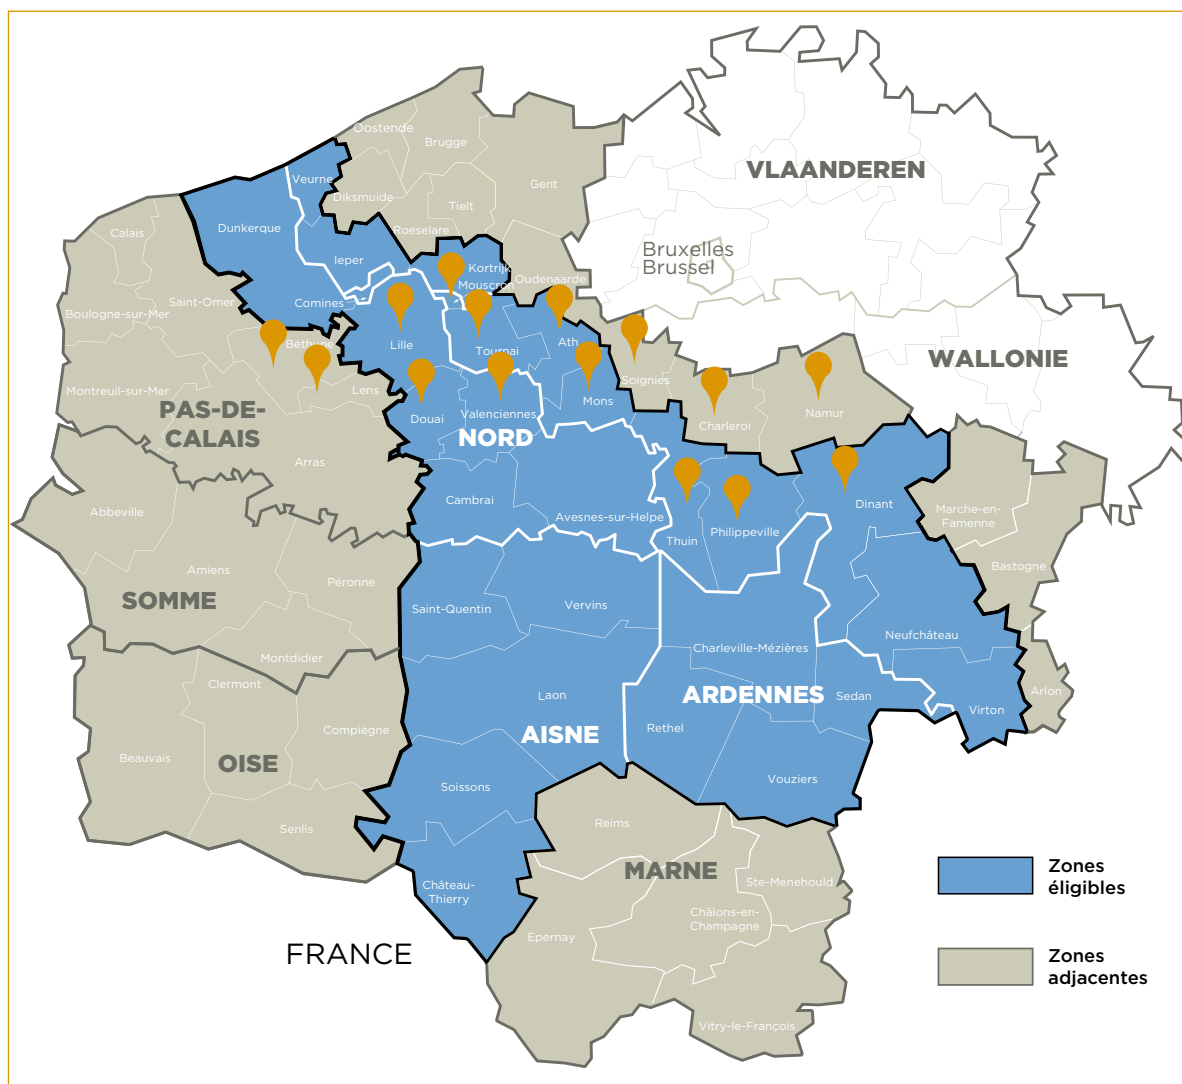 VLAANDEREN
Oostende
Brugge
Gent
Veurne
Diksmuide
Tielt
Dunkerque
Roeselare
Calais
Ieper
Bruxelles
Brussel
Kortrijk
Mouscron
Oudenaarde
Comines
Saint-Omer
Boulogne-sur-Mer
Béthune
Lille
Tournai
Ath
WALLONIE
Soignies
Montreuil-sur-Mer
Lens
PAS-DE-
CALAIS
Douai
Valenciennes
Mons
Charleroi
Namur
NORD
Arras
Cambrai
Avesnes-sur-Helpe
Thuin
Philippeville
Dinant
Marche-en-
Famenne
Abbeville
Amiens
Péronne
SOMME
Bastogne
Saint-Quentin
Vervins
Neufchâteau
Montdidier
Charleville-Mézières
Clermont
Laon
ARDENNES
Sedan
Arlon
Virton
Compiègne
AISNE
Rethel
Beauvais
OISE
Soissons
Vouziers
Senlis
Reims
MARNE
Château-
Thierry
Ste-Menehould
Châlons-en-
Champagne
Epernay
FRANCE
Vitry-le-François
Zones
éligibles
Zones
adjacentes